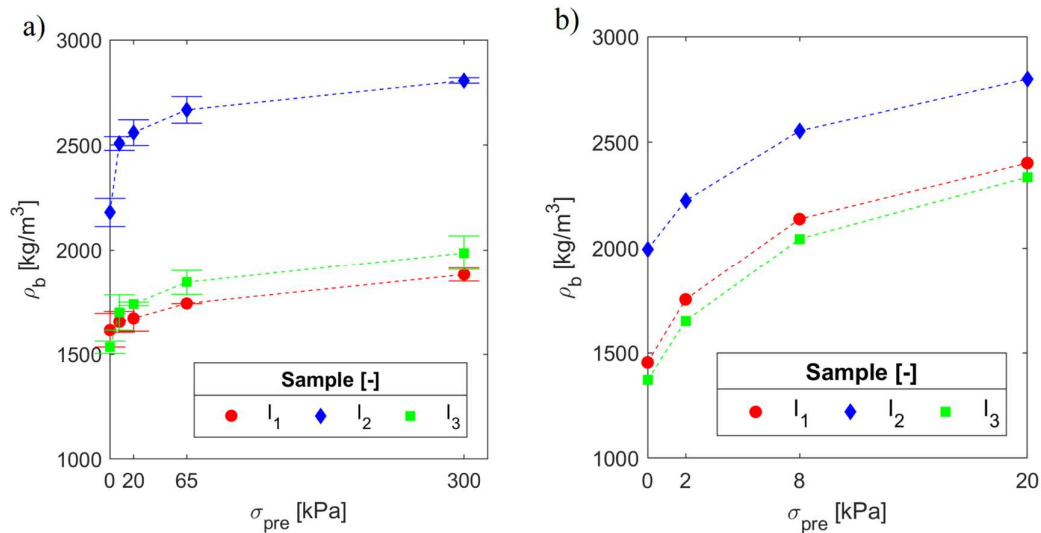 a)
3000
2500
2000
1500
1000
ρb [kg/m3]
0 20 65 300
σpre [kPa]
Sample [-]
I1 I2 I3
b)
3000
2500
2000
1500
1000
ρb [kg/m3]
0 2 8 20
σpre [kPa]
Sample [-]
I1 I2 I3